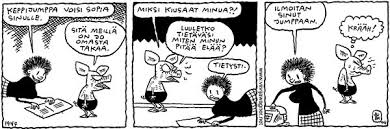 KEPPIJUMPPA VOISI SOPIA
SINULLE.
SITÄ MEILLÄ
ON JO
OMASTA
TAKAA.
MIKSI KIUSAAT MINUA?!
LUULETKO
TIETÄVÄSI
MITEN MINUN
PITÄÄ ELÄÄ?
TIETYSTI.
ILMOITAN
SINUT
JUMPPAAN.
KRÄÄH!